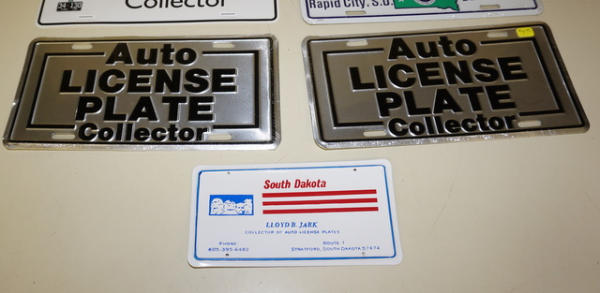 Collector
Rapid City, S.D.
Auto
LICENSE
PLATE
Collector
Auto
LICENSE
PLATE
Collector
South Dakota
LLOYD B. JARK
COLLECTOR OF AUTO LICENSE PLATES
PHONE
605-395-6482
ROUTE 1
STRATFORD, SOUTH DAKOTA 57474